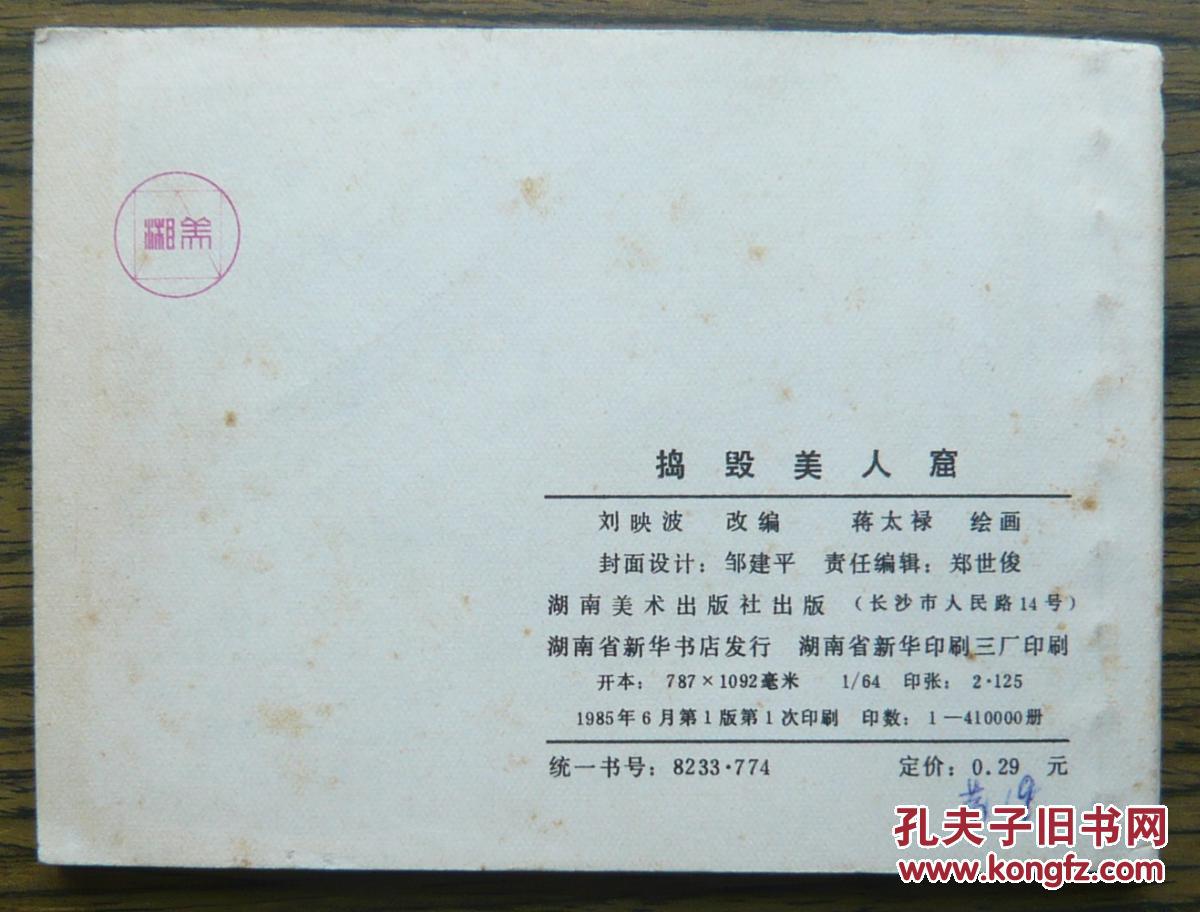 湘美
捣毁美人窟
刘映波 改编 蒋太禄 绘画
封面设计：邹建平 责任编辑：郑世俊
湖南美术出版社出版 （长沙市人民路14号）
湖南省新华书店发行 湖南省新华印刷三厂印刷
开本：787×1092毫米 1/64 印张：2·125
1985年6月第1版第1次印刷 印数：1—410000册
统一书号：8233·774 定价：0.29 元
孔夫子旧书网
www.kongfz.com